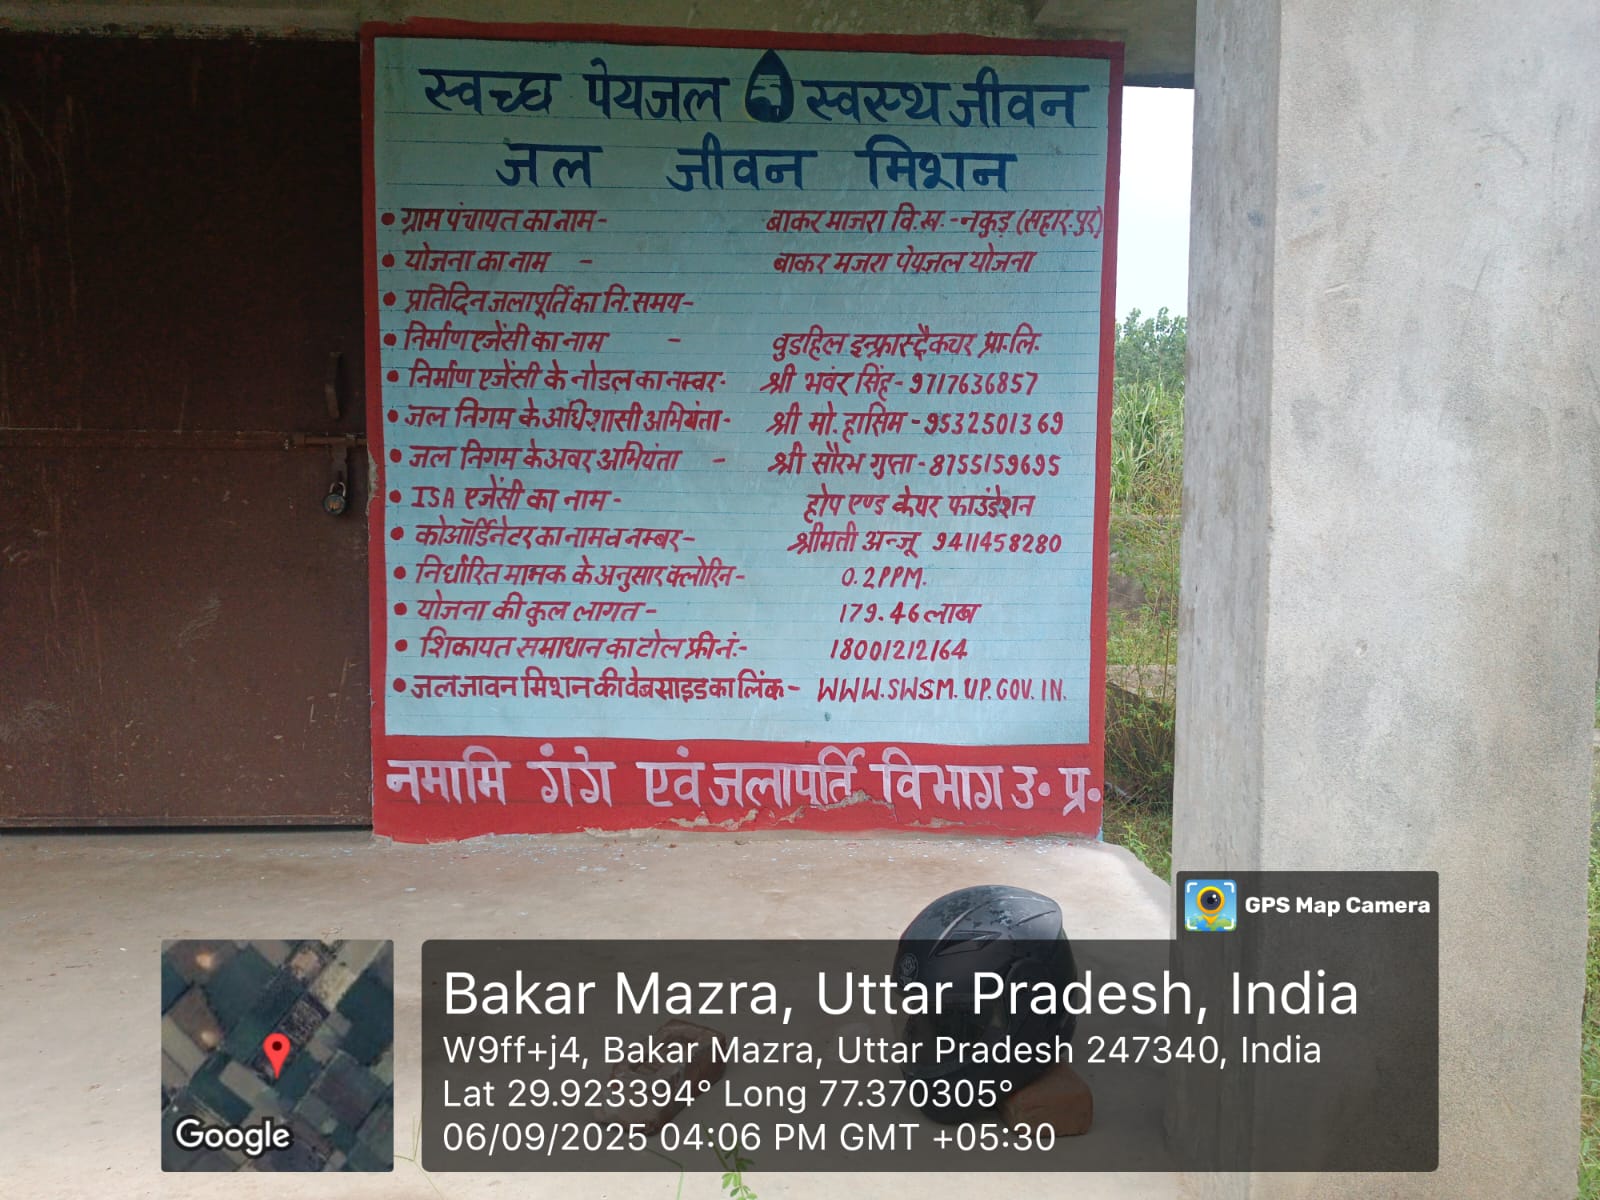 स्वच्छ पेयजल स्वस्थ जीवन
जल जीवन मिशन
• ग्राम पंचायत का नाम - बाकर माजरा वि.ख. - नकुड़ (सहार.पुर)
• योजना का नाम - बाकर मजरा पेयजल योजना
• प्रतिदिन जलापूर्ति का नि.समय-
• निर्माण एजेंसी का नाम - वुडहिल इन्फ्रास्ट्रैकचर प्रा.लि.
• निर्माण एजेंसी के नोडल का नम्बर- श्री भवंर सिंह - 9717636857
• जल निगम के अधिशासी अभियंता- श्री मो. हासिम - 9532501369
• जल निगम के अवर अभियंता - श्री सौरभ गुप्ता - 8755159695
• ISA एजेंसी का नाम - होप एण्ड केयर फाउंडेशन
• कोऑर्डिनेटर का नाम व नम्बर- श्रीमती अन्जू 9411458280
• निर्धारित मानक के अनुसार क्लोरिन- 0.2PPM.
• योजना की कुल लागत - 179.46 लाख
• शिकायत समाधान का टोल फ्री नं.- 18001212164
• जल जावन मिशन की वेबसाइड का लिंक- WWW.SWSM.UP.GOV.IN.
नमामि गंगे एवं जलापर्ति विभाग उ॰ प्र॰
GPS Map Camera
Bakar Mazra, Uttar Pradesh, India
W9ff+j4, Bakar Mazra, Uttar Pradesh 247340, India
Lat 29.923394° Long 77.370305°
06/09/2025 04:06 PM GMT +05:30
Google